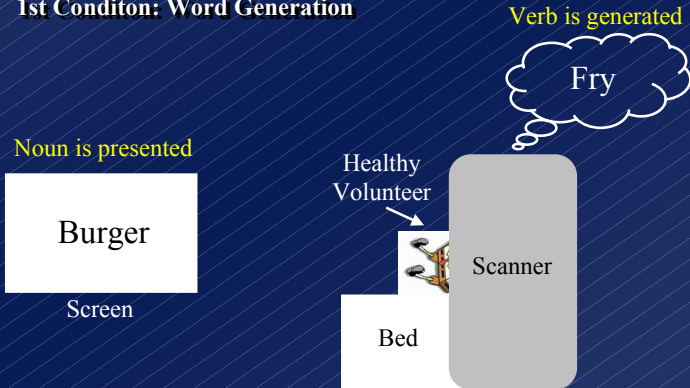 1st Conditon: Word Generation
Verb is generated
Fry
Noun is presented
Healthy
Volunteer
Burger
Scanner
Screen
Bed